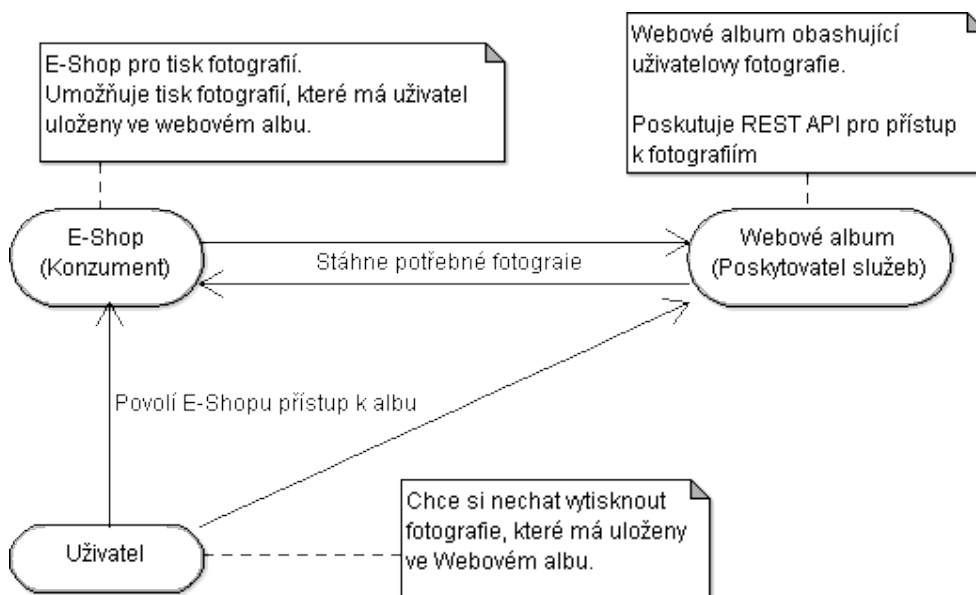 E-Shop pro tisk fotografií.
Umožňuje tisk fotografií, které má uživatel
uloženy ve webovém albu.
Webové album obashující
uživatelovy fotografie.
Poskutuje REST API pro přístup
k fotografiím
E-Shop
(Konzument)
Stáhne potřebné fotograie
Webové album
(Poskytovatel služeb)
Povolí E-Shopu přístup k albu
Uživatel
Chce si nechat vytisknout
fotografie, které má uloženy
ve Webovém albu.